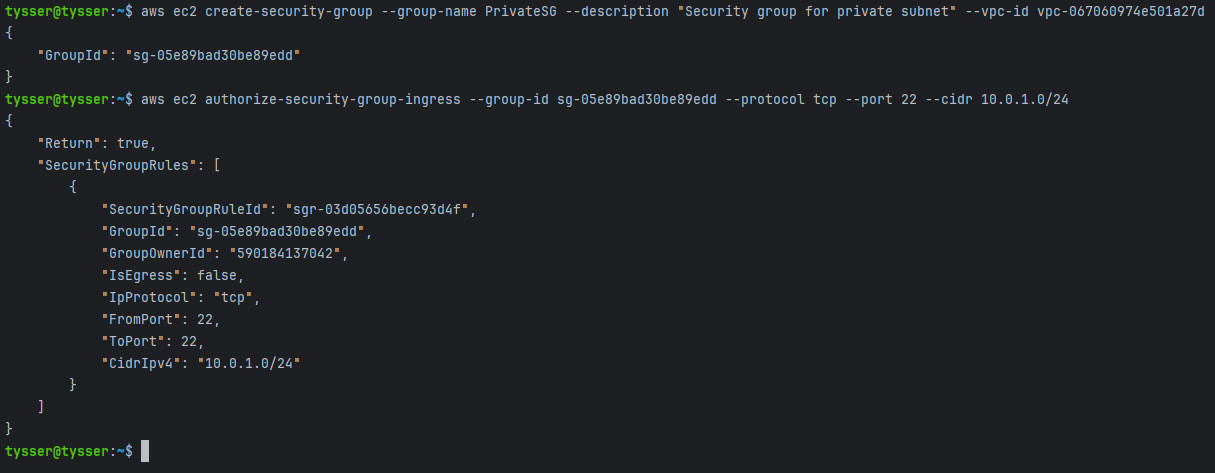 tysser@tysser:~$ aws ec2 create-security-group --group-name PrivateSG --description "Security group for private subnet" --vpc-id vpc-067060974e501a27d
{
    "GroupId": "sg-05e89bad30be89edd"
}
tysser@tysser:~$ aws ec2 authorize-security-group-ingress --group-id sg-05e89bad30be89edd --protocol tcp --port 22 --cidr 10.0.1.0/24
{
    "Return": true,
    "SecurityGroupRules": [
        {
            "SecurityGroupRuleId": "sgr-03d05656becc93d4f",
            "GroupId": "sg-05e89bad30be89edd",
            "GroupOwnerId": "590184137042",
            "IsEgress": false,
            "IpProtocol": "tcp",
            "FromPort": 22,
            "ToPort": 22,
            "CidrIpv4": "10.0.1.0/24"
        }
    ]
}
tysser@tysser:~$